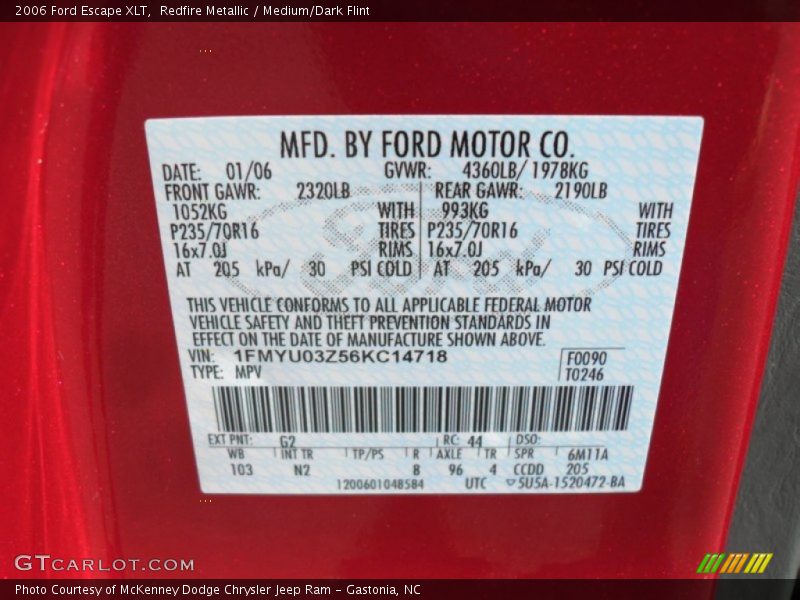 2006 Ford Escape XLT,  Redfire Metallic / Medium/Dark Flint
MFD. BY FORD MOTOR CO.
DATE: 01/06 GVWR: 4360LB/ 1978KG
FRONT GAWR: 2320LB REAR GAWR: 2190LB
1052KG WITH 993KG WITH
P235/70R16 TIRES P235/70R16 TIRES
16x7.0J RIMS 16x7.0J RIMS
AT 205 kPa/ 30 PSI COLD AT 205 kPa/ 30 PSI COLD
THIS VEHICLE CONFORMS TO ALL APPLICABLE FEDERAL MOTOR
VEHICLE SAFETY AND THEFT PREVENTION STANDARDS IN
EFFECT ON THE DATE OF MANUFACTURE SHOWN ABOVE.
VIN: 1FMYU03Z56KC14718 F0090
TYPE: MPV T0246
EXT PNT: G2 RC: 44 DSO:
WB INT TR TP/PS R AXLE TR SPR 6M11A
103 N2 8 96 4 CCDD 205
1200601048584 UTC 5U5A-1520472-BA
GTCARLOT.COM
Photo Courtesy of McKenney Dodge Chrysler Jeep Ram – Gastonia, NC